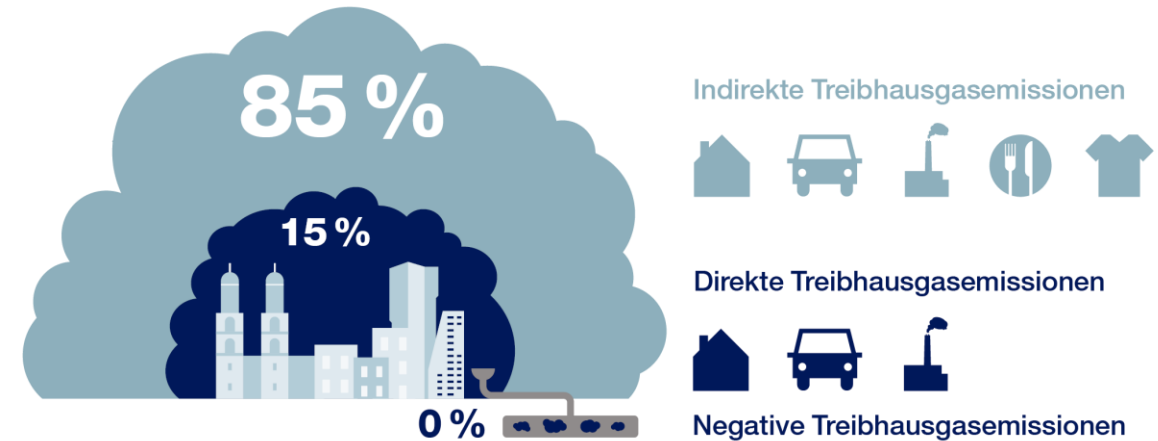 85 %
15 %
0 %
Indirekte Treibhausgasemissionen
Direkte Treibhausgasemissionen
Negative Treibhausgasemissionen